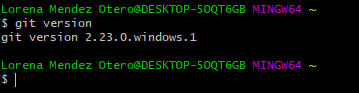 Lorena Mendez Otero@DESKTOP-5OQT6GB MINGW64 ~
$ git version
git version 2.23.0.windows.1

Lorena Mendez Otero@DESKTOP-5OQT6GB MINGW64 ~
$